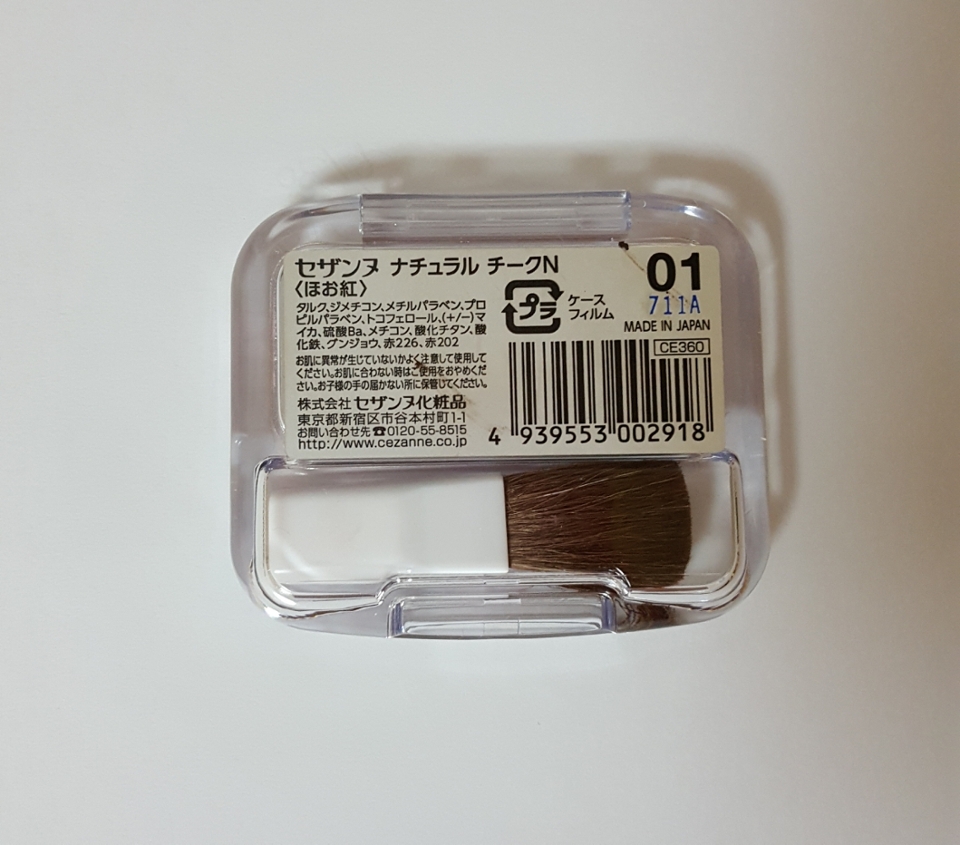 セザンヌ ナチュラル チークN
〈ほお紅〉
タルク、ジメチコン、メチルパラベン、プロ
ピルパラベン、トコフェロール、(+/−)マ
イカ、硫酸Ba、メチコン、酸化チタン、酸
化鉄、グンジョウ、赤226、赤202
お肌に異常が生じていないかよく注意して使用して
ください。お肌に合わない時はご使用をおやめくだ
さい。お子様の手の届かない所に保管してください。
株式会社 セザンヌ化粧品
東京都新宿区市谷本村町1-1
お問い合わせ先☎0120-55-8515
http://www.cezanne.co.jp
プラ
ケース
フィルム
01
711A
MADE IN JAPAN
CE360
4 939553 002918